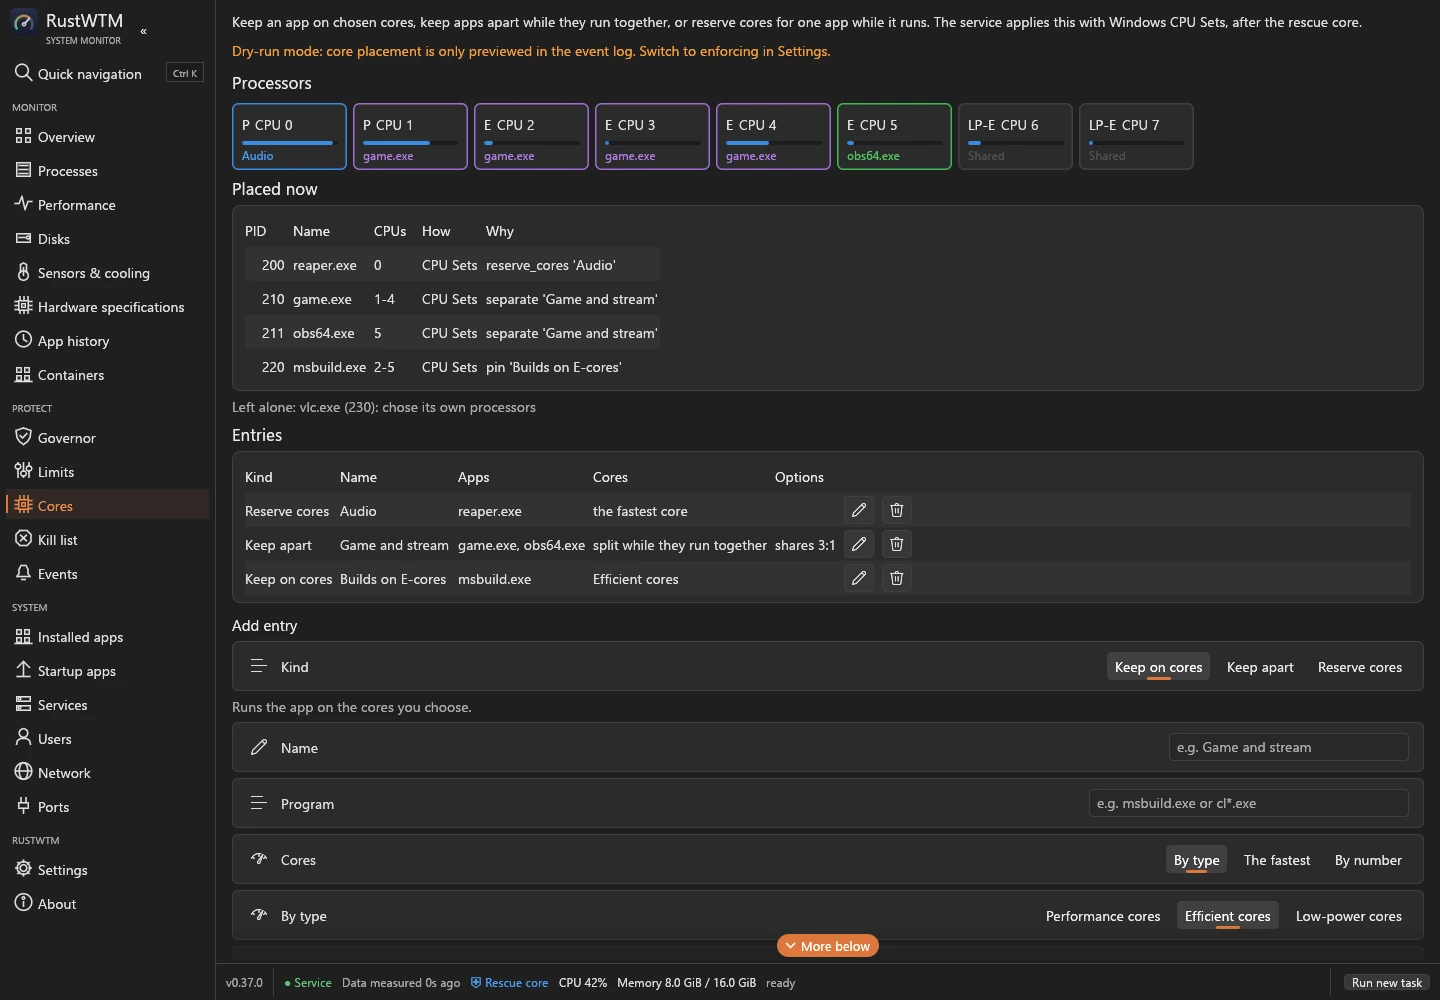 RustWTM
SYSTEM MONITOR
«
Quick navigation Ctrl K
MONITOR
Overview
Processes
Performance
Disks
Sensors & cooling
Hardware specifications
App history
Containers
PROTECT
Governor
Limits
Cores
Kill list
Events
SYSTEM
Installed apps
Startup apps
Services
Users
Network
Ports
RUSTWTM
Settings
About
Keep an app on chosen cores, keep apps apart while they run together, or reserve cores for one app while it runs. The service applies this with Windows CPU Sets, after the rescue core.
Dry-run mode: core placement is only previewed in the event log. Switch to enforcing in Settings.
Processors
P CPU 0
Audio
P CPU 1
game.exe
E CPU 2
game.exe
E CPU 3
game.exe
E CPU 4
game.exe
E CPU 5
obs64.exe
LP-E CPU 6
Shared
LP-E CPU 7
Shared
Placed now
PID Name CPUs How Why
200 reaper.exe 0 CPU Sets reserve_cores 'Audio'
210 game.exe 1-4 CPU Sets separate 'Game and stream'
211 obs64.exe 5 CPU Sets separate 'Game and stream'
220 msbuild.exe 2-5 CPU Sets pin 'Builds on E-cores'
Left alone: vlc.exe (230): chose its own processors
Entries
Kind Name Apps Cores Options
Reserve cores Audio reaper.exe the fastest core
Keep apart Game and stream game.exe, obs64.exe split while they run together shares 3:1
Keep on cores Builds on E-cores msbuild.exe Efficient cores
Add entry
Kind Keep on cores Keep apart Reserve cores
Runs the app on the cores you choose.
Name e.g. Game and stream
Program e.g. msbuild.exe or cl*.exe
Cores By type The fastest By number
By type Performance cores Efficient cores Low-power cores
More below
v0.37.0 Service Data measured 0s ago Rescue core CPU 42% Memory 8.0 GiB / 16.0 GiB ready Run new task